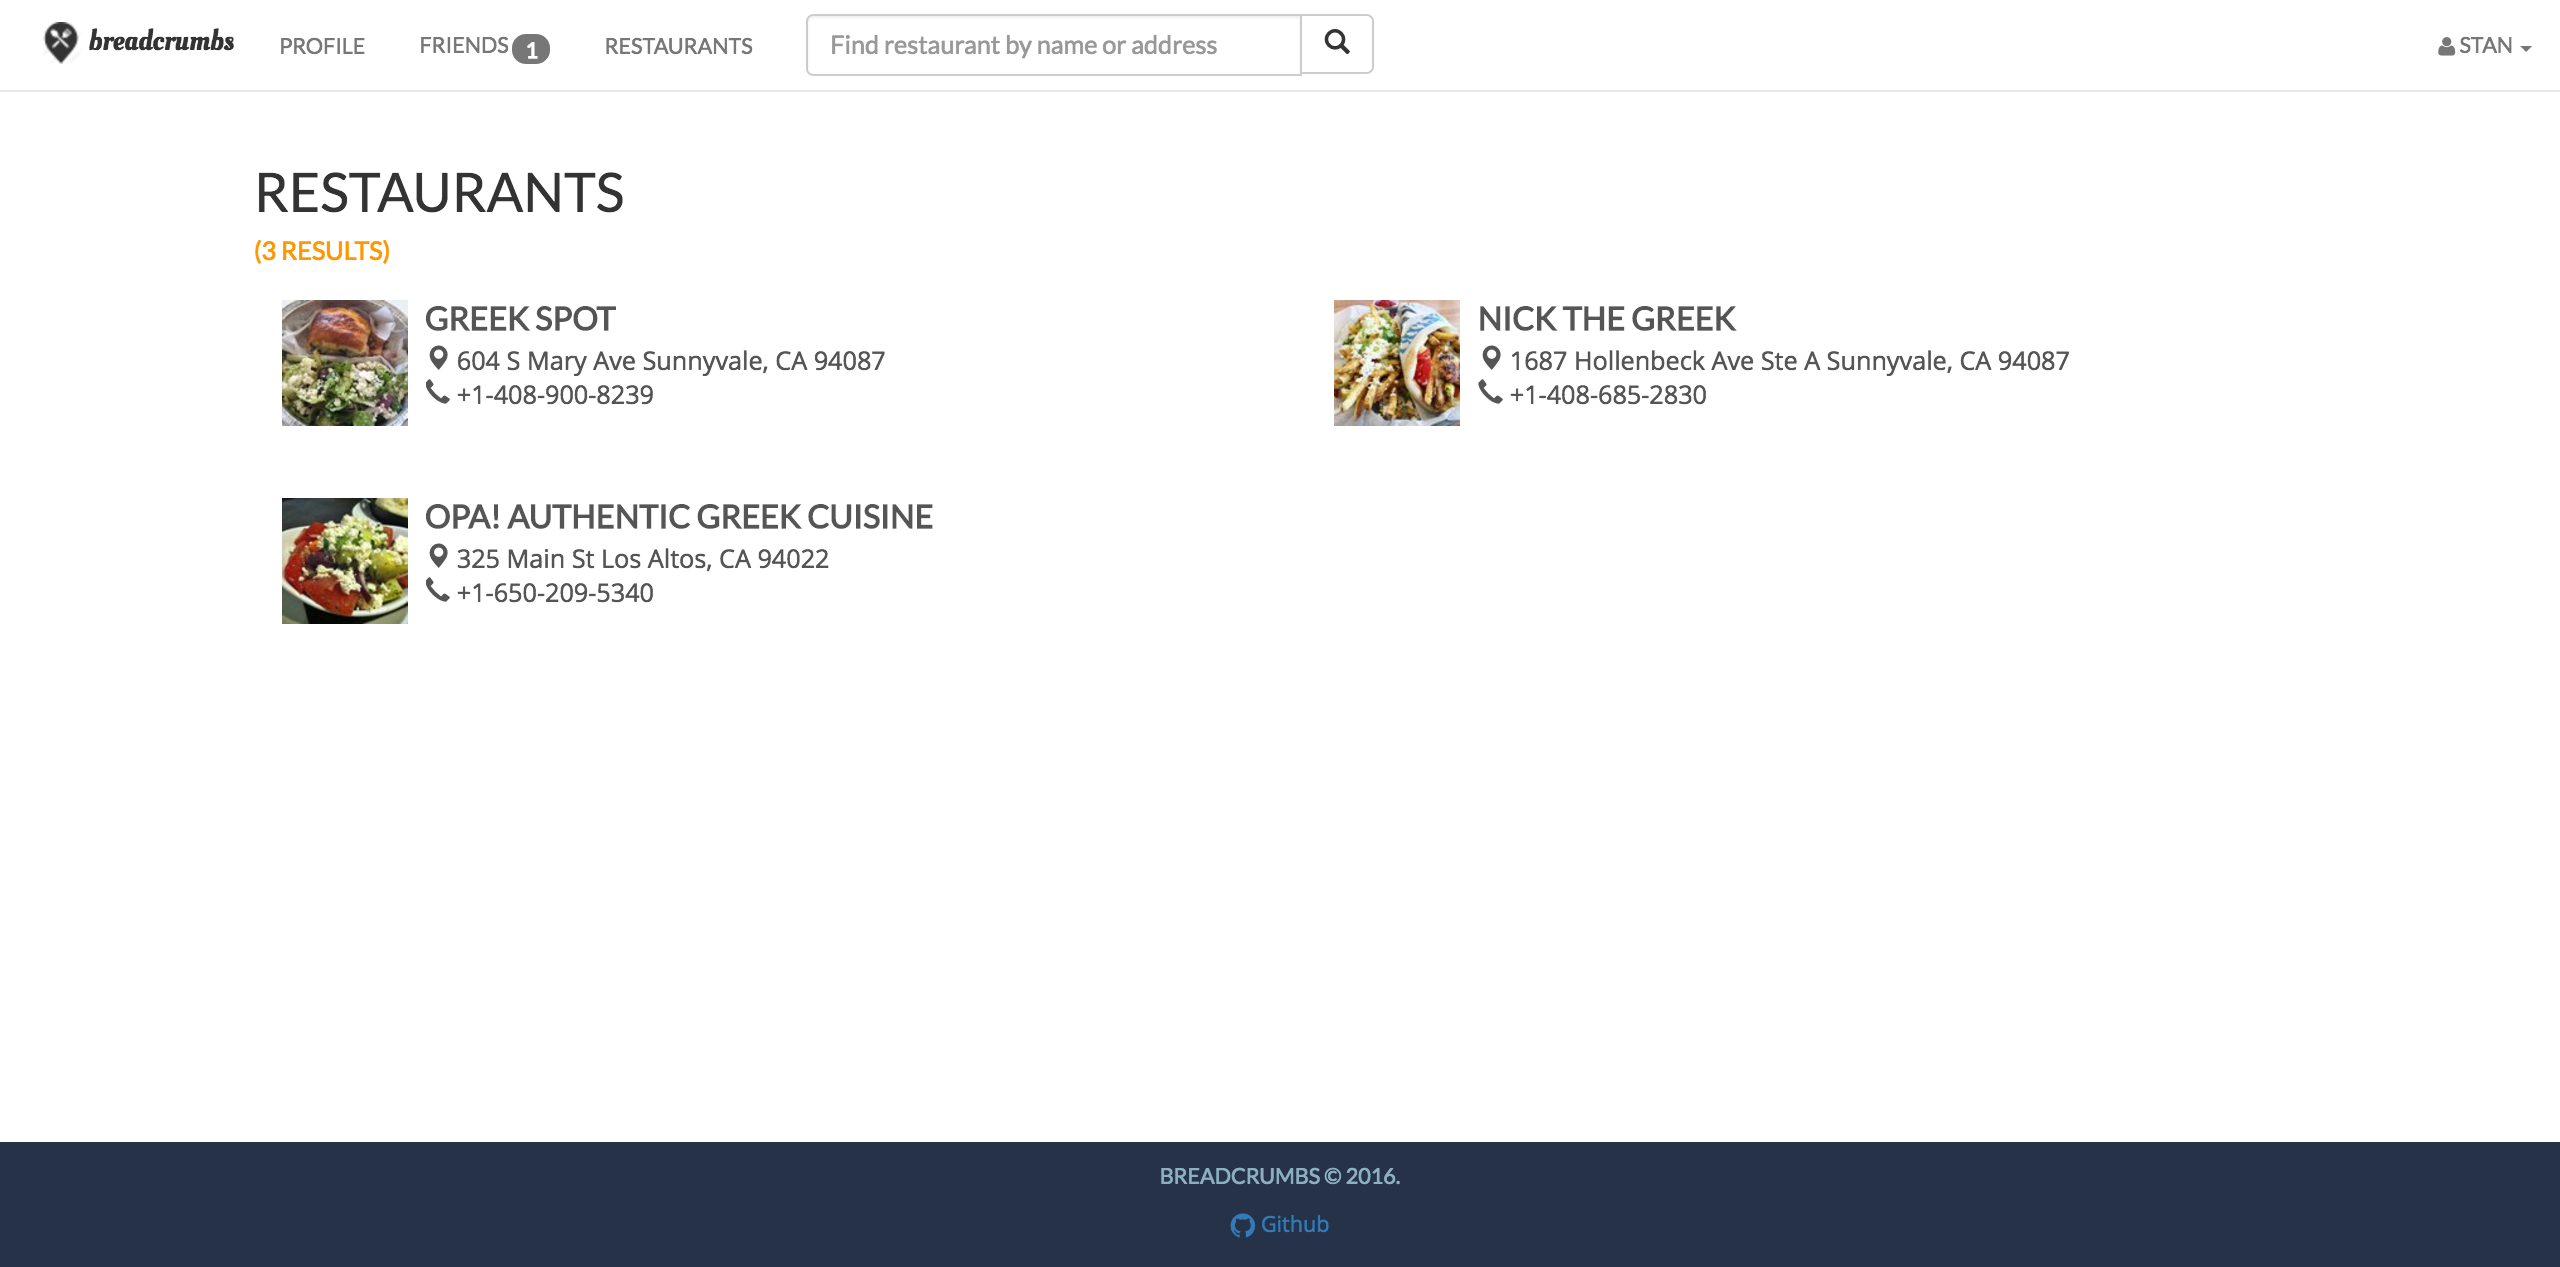 breadcrumbs PROFILE FRIENDS 1 RESTAURANTS Find restaurant by name or address STAN
RESTAURANTS
(3 RESULTS)
GREEK SPOT
604 S Mary Ave Sunnyvale, CA 94087
+1-408-900-8239
NICK THE GREEK
1687 Hollenbeck Ave Ste A Sunnyvale, CA 94087
+1-408-685-2830
OPA! AUTHENTIC GREEK CUISINE
325 Main St Los Altos, CA 94022
+1-650-209-5340
BREADCRUMBS © 2016.
Github